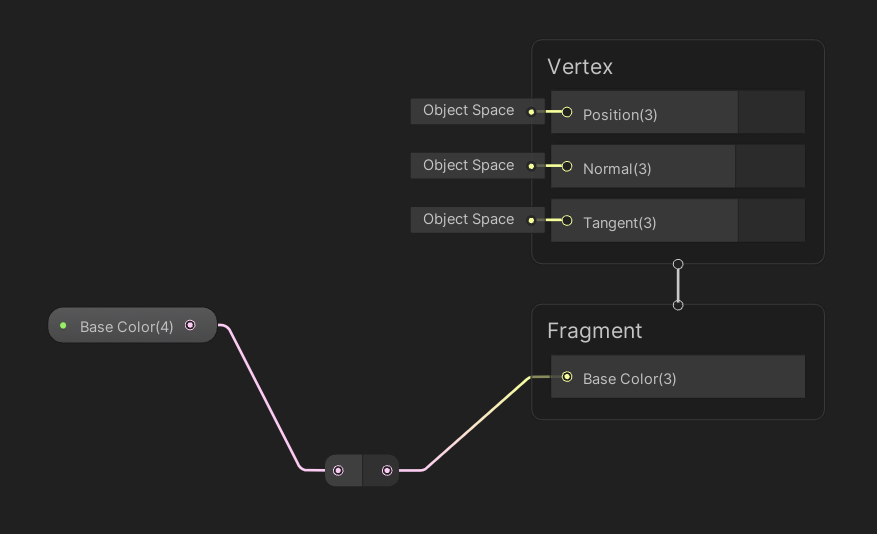 Vertex
Object Space
Position(3)
Object Space
Normal(3)
Object Space
Tangent(3)
Base Color(4)
Fragment
Base Color(3)